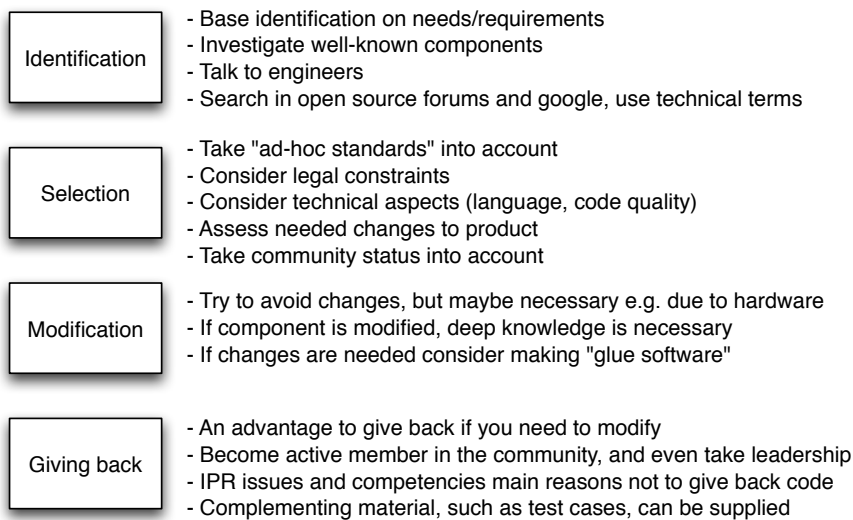 Identification
- Base identification on needs/requirements
- Investigate well-known components
- Talk to engineers
- Search in open source forums and google, use technical terms
Selection
- Take "ad-hoc standards" into account
- Consider legal constraints
- Consider technical aspects (language, code quality)
- Assess needed changes to product
- Take community status into account
Modification
- Try to avoid changes, but maybe necessary e.g. due to hardware
- If component is modified, deep knowledge is necessary
- If changes are needed consider making "glue software"
Giving back
- An advantage to give back if you need to modify
- Become active member in the community, and even take leadership
- IPR issues and competencies main reasons not to give back code
- Complementing material, such as test cases, can be supplied